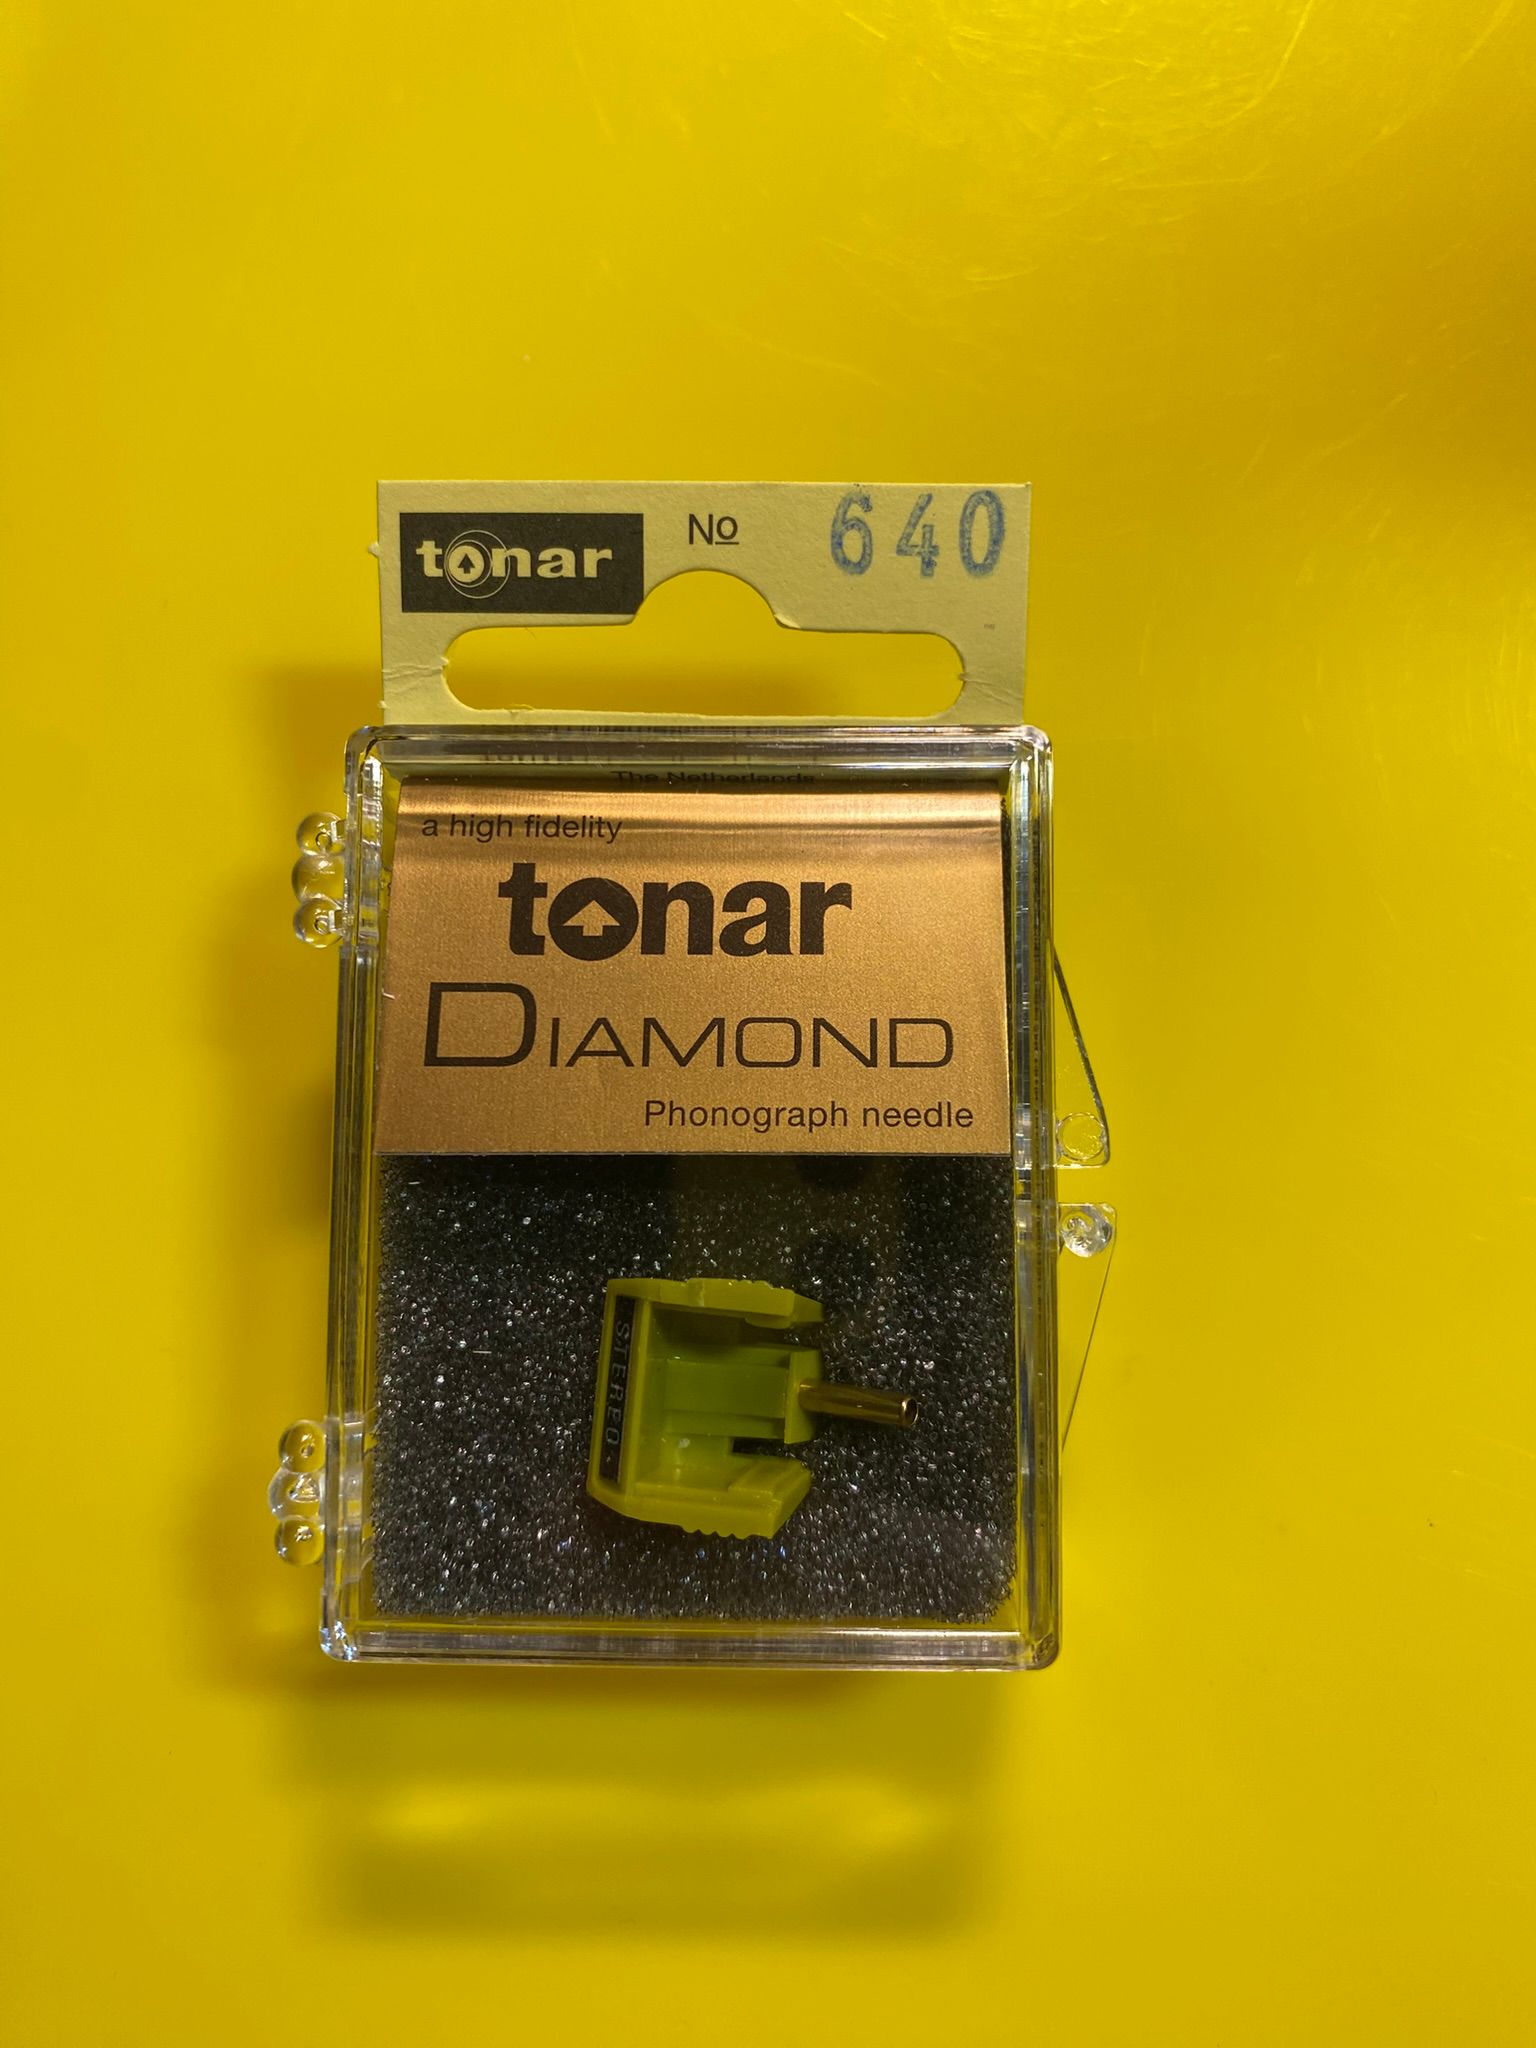 tonar No 640
The Netherlands
a high fidelity
tonar
DIAMOND
Phonograph needle
STEREO